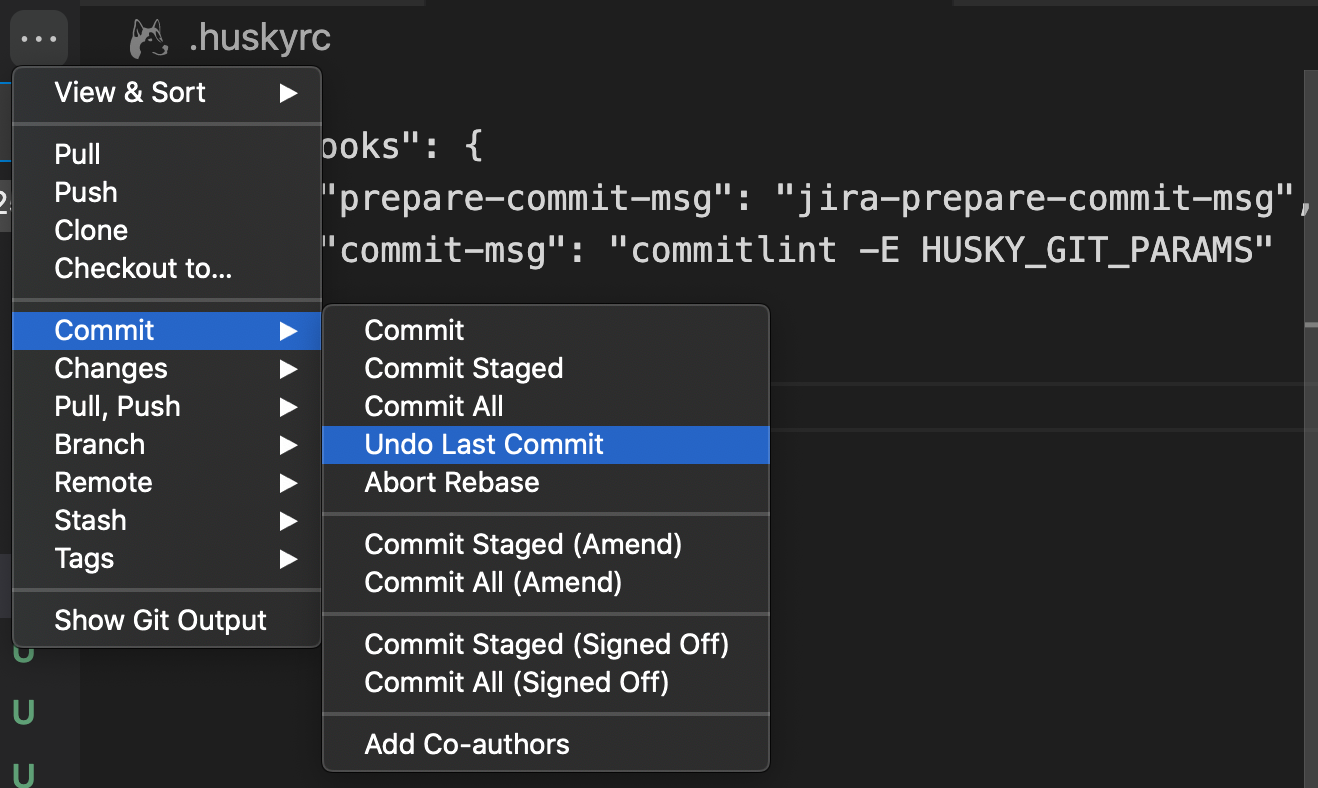 ...
.huskyrc
View & Sort
ooks": {
Pull
"prepare-commit-msg": "jira-prepare-commit-msg",
Push
Clone
"commit-msg": "commitlint -E HUSKY_GIT_PARAMS"
Checkout to...
Commit
Changes
Pull, Push
Branch
Remote
Stash
Tags
Show Git Output
Commit
Commit Staged
Commit All
Undo Last Commit
Abort Rebase
Commit Staged (Amend)
Commit All (Amend)
Commit Staged (Signed Off)
Commit All (Signed Off)
Add Co-authors
2
U
U
U